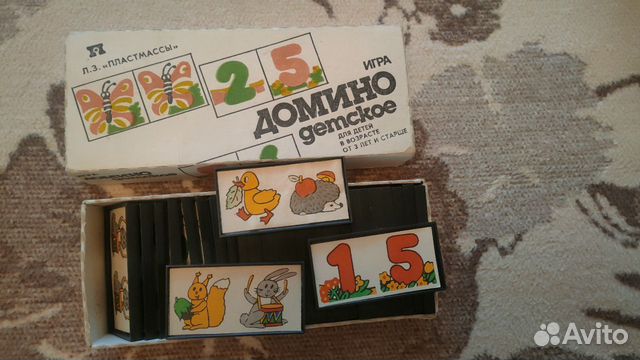 Л.З. «ПЛАСТМАССЫ»
2 5
ИГРА
ДОМИНО
детское
ДЛЯ ДЕТЕЙ
В ВОЗРАСТЕ
ОТ 3 ЛЕТ И СТАРШЕ
1 5
Avito